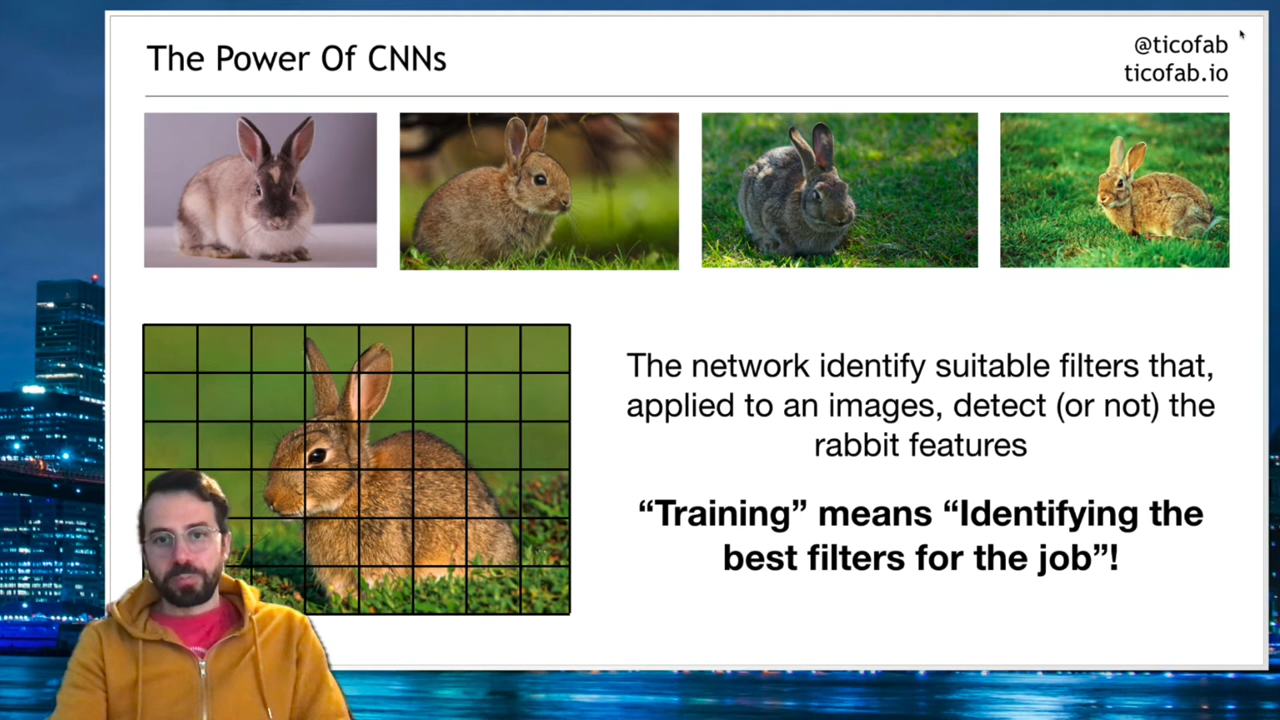 The Power Of CNNs
@ticofab
ticofab.io
The network identify suitable filters that,
applied to an images, detect (or not) the
rabbit features
“Training” means “Identifying the
best filters for the job”!